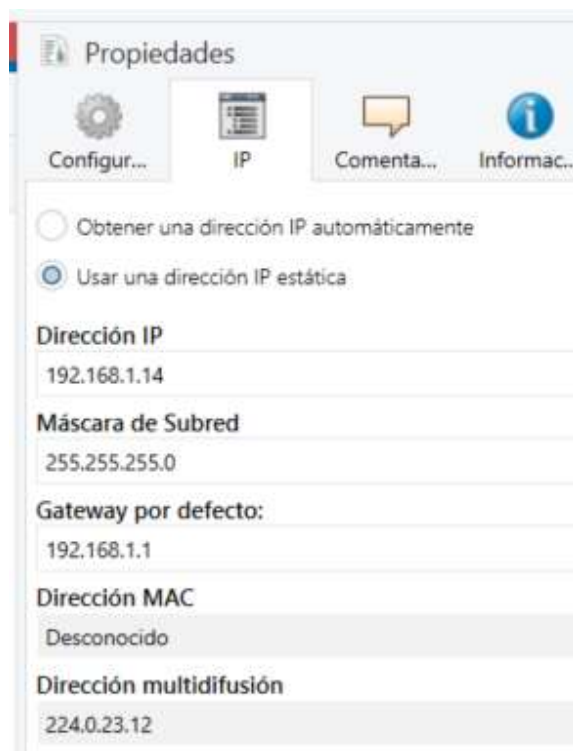 Propiedades
Configur... IP Comenta... Informac...
Obtener una dirección IP automáticamente
Usar una dirección IP estática
Dirección IP
192.168.1.14
Máscara de Subred
255.255.255.0
Gateway por defecto:
192.168.1.1
Dirección MAC
Desconocido
Dirección multidifusión
224.0.23.12